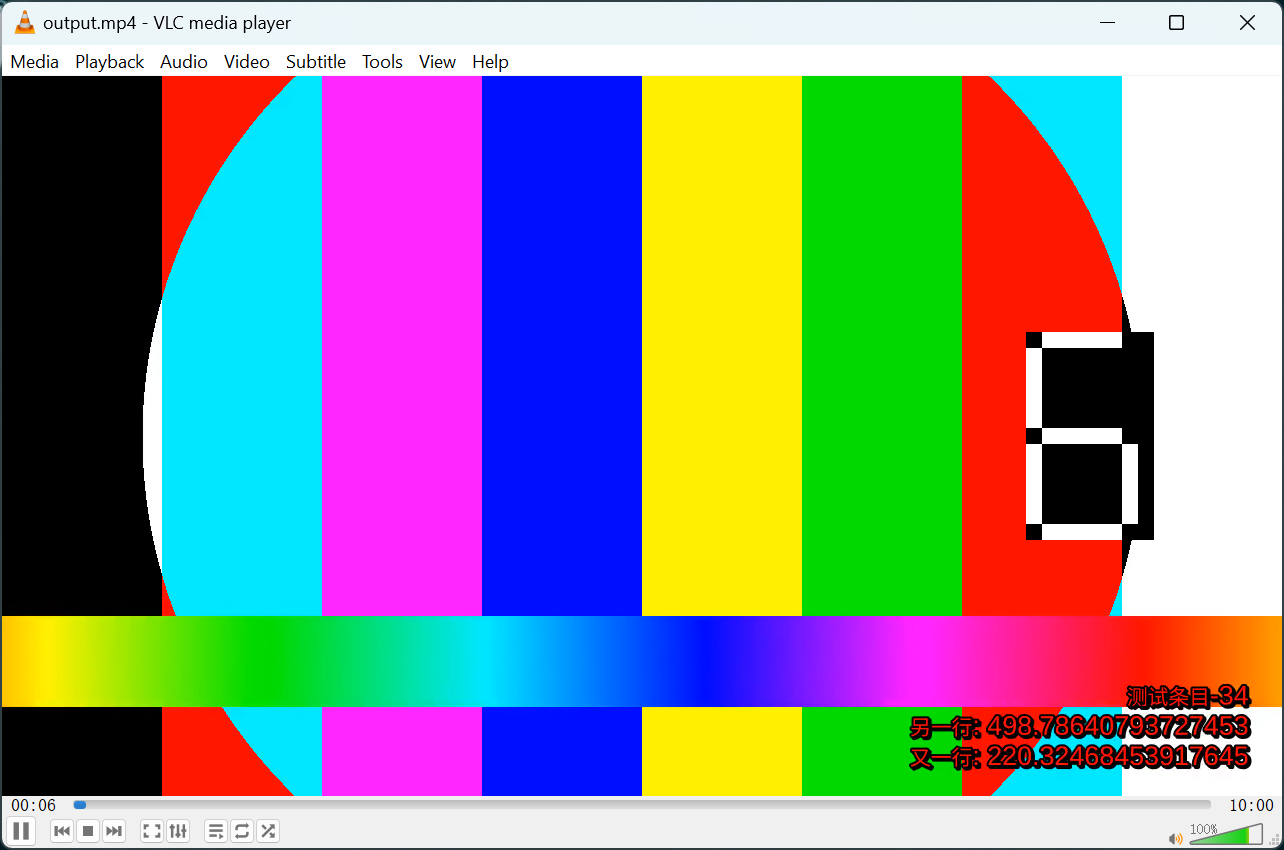 output.mp4 - VLC media player
Media Playback Audio Video Subtitle Tools View Help
6
测试条目-34
另一行: 498.78640793727453
又一行: 220.32468453917645
00:06 10:00
100%